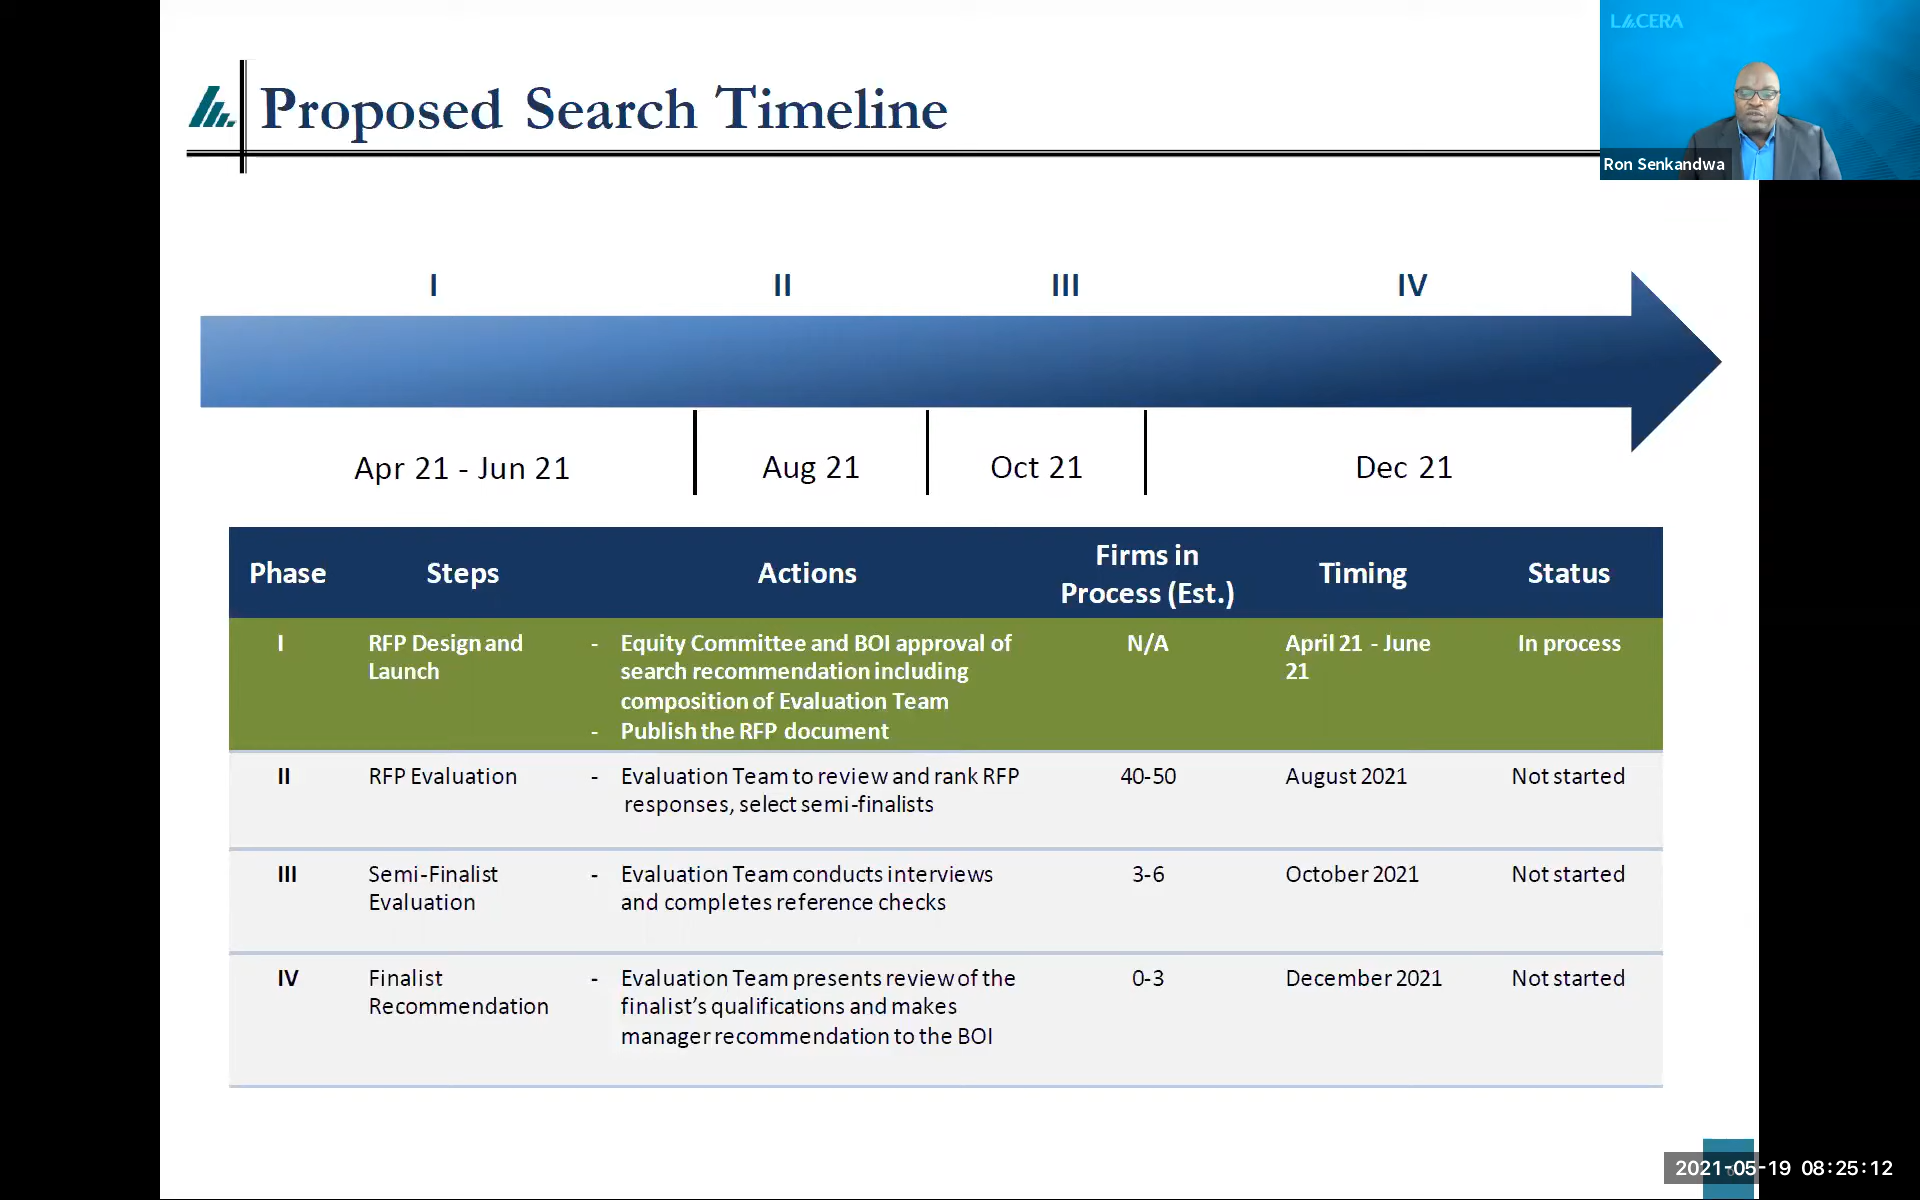 LACERA
Ron Senkandwa
Proposed Search Timeline
I II III IV
Apr 21 - Jun 21 Aug 21 Oct 21 Dec 21
Phase Steps Actions Firms in Process (Est.) Timing Status
I
RFP Design and
Launch
- Equity Committee and BOI approval of
search recommendation including
composition of Evaluation Team
- Publish the RFP document
N/A
April 21 - June
21
In process
II
RFP Evaluation
- Evaluation Team to review and rank RFP
responses, select semi-finalists
40-50
August 2021
Not started
III
Semi-Finalist
Evaluation
- Evaluation Team conducts interviews
and completes reference checks
3-6
October 2021
Not started
IV
Finalist
Recommendation
- Evaluation Team presents review of the
finalist's qualifications and makes
manager recommendation to the BOI
0-3
December 2021
Not started
2021-05-19 08:25:12